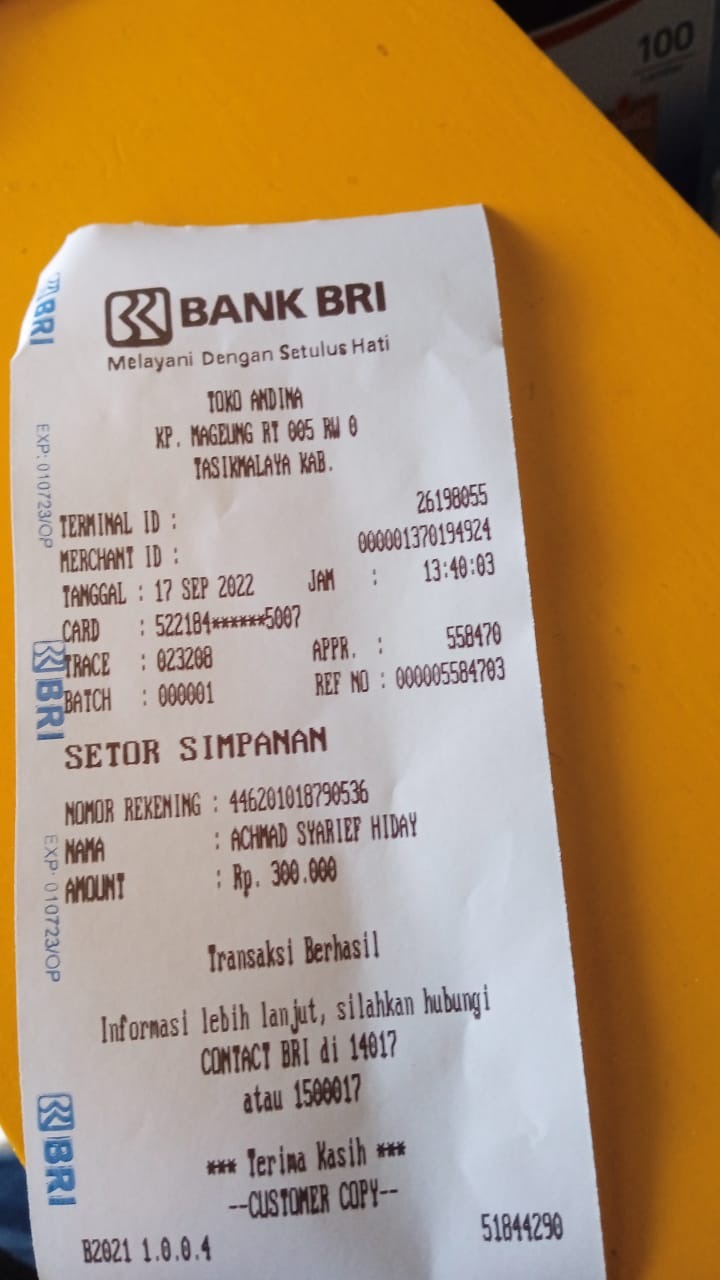 100
BANK BRI
Melayani Dengan Setulus Hati
TOKO ANDINA
KP. MAGEUNG RT 005 RW 0
TASIKMALAYA KAB.
TERMINAL ID : 26198055
MERCHANT ID : 000001370194924
TANGGAL : 17 SEP 2022 JAM : 13:40:03
CARD : 522184******5007
TRACE : 023208 APPR. : 558470
BATCH : 000001 REF NO : 000005584703
SETOR SIMPANAN
NOMOR REKENING : 446201018790536
NAMA : ACHMAD SYARIEF HIDAY
AMOUNT : Rp. 300.000
Transaksi Berhasil
Informasi lebih lanjut, silahkan hubungi
CONTACT BRI di 14017
atau 1500017
*** Terima Kasih ***
--CUSTOMER COPY--
B2021 1.0.0.4 51844290
BRI
EXP: 010723/OP
BRI
EXP: 010723/OP
BRI